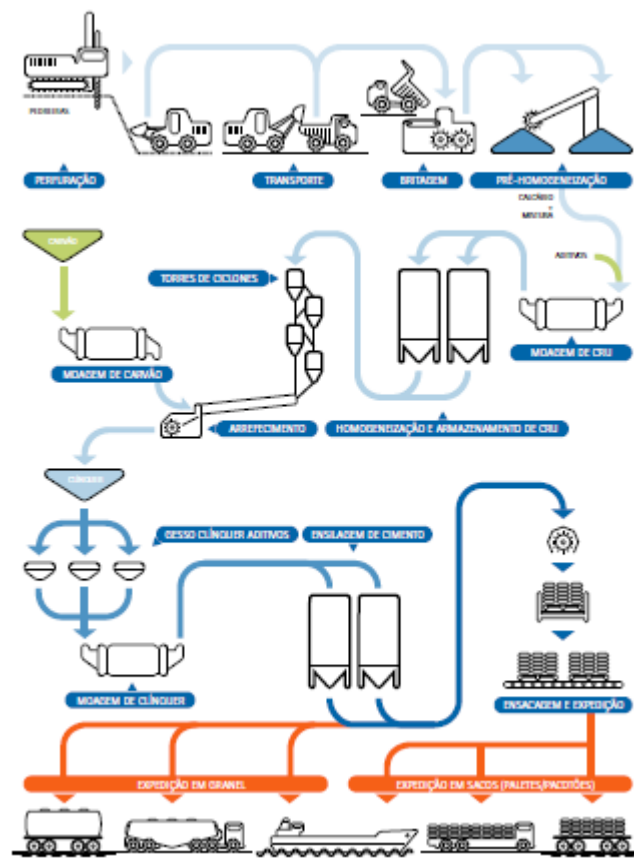 PEDREIRAS
PERFURAÇÃO
TRANSPORTE
BRITAGEM
PRÉ-HOMOGENEIZAÇÃO
CALCÁRIO
E
MISTURA
CARVÃO
TORRES DE CICLONES
ADITIVOS
MOAGEM DE CARVÃO
MOAGEM DE CRU
ARREFECIMENTO
HOMOGENEIZAÇÃO E ARMAZENAMENTO DE CRU
CLÍNQUER
GESSO CLÍNQUER ADITIVOS
ENSILAGEM DE CIMENTO
MOAGEM DE CLÍNQUER
ENSACAGEM E EXPEDIÇÃO
EXPEDIÇÃO EM GRANEL
EXPEDIÇÃO EM SACOS (PALETES/PACOTÕES)